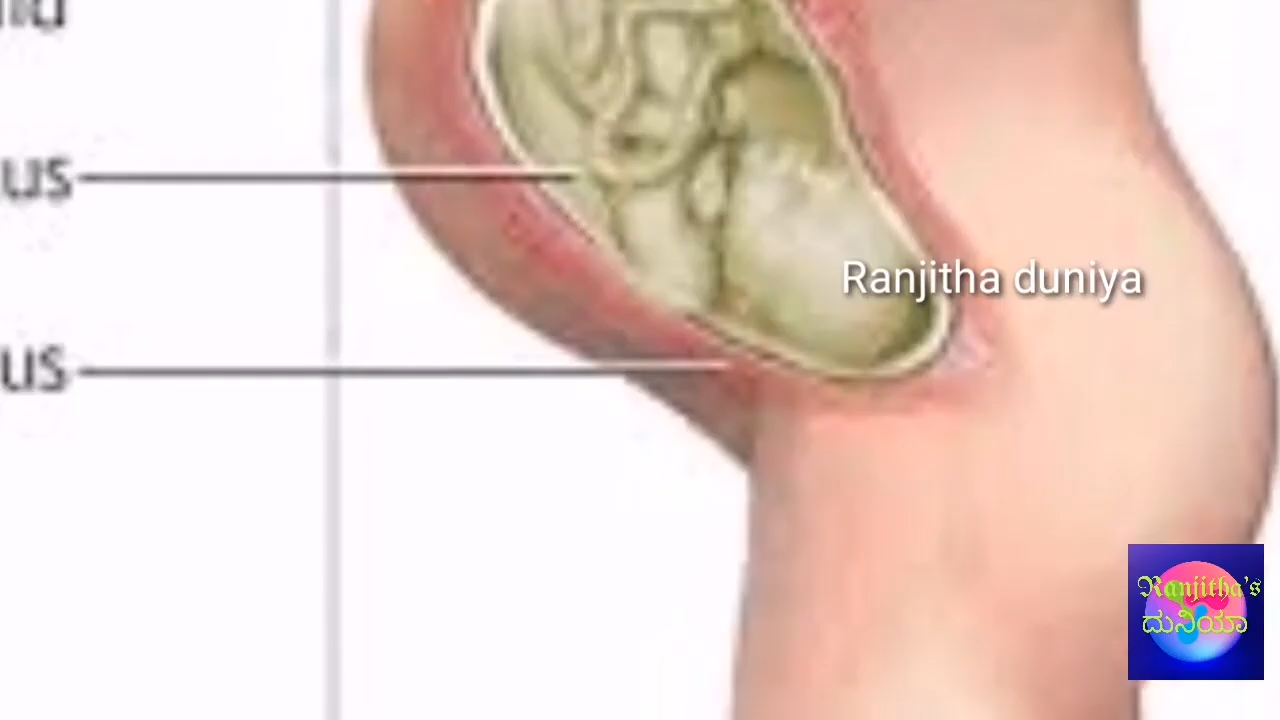 us
Ranjitha duniya
us
Ranjitha's
ದುನಿಯಾ